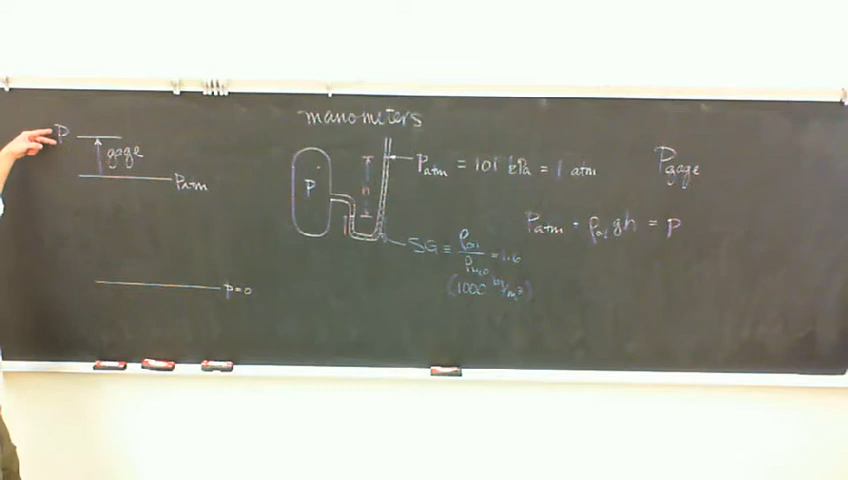 manometers
P
gage
Patm
P=0
P
h
Patm = 101 kPa = 1 atm
SG ≡ ρoil / ρH2O = 1.6
(1000 kg/m³)
Pgage
Patm + ρoil gh = P